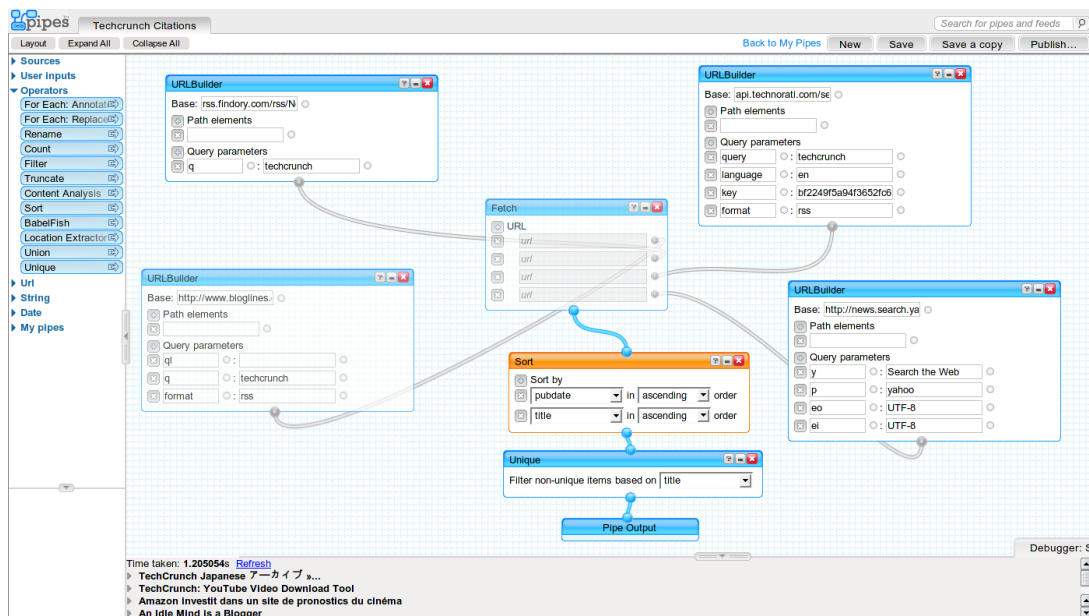 pipes
Techcrunch Citations
Search for pipes and feeds
Layout Expand All Collapse All
Back to My Pipes New Save Save a copy Publish...
Sources
User inputs
Operators
For Each: Annotate
For Each: Replace
Rename
Count
Filter
Truncate
Content Analysis
Sort
BabelFish
Location Extractor
Union
Unique
Url
String
Date
My pipes
URLBuilder
Base: rss.findory.com/rss/N
Path elements
Query parameters
q : techcrunch
URLBuilder
Base: api.technorati.com/se
Path elements
Query parameters
query : techcrunch
language : en
key : bf2249f5a94f3652fc6
format : rss
Fetch
URL
url
url
url
url
URLBuilder
Base: http://www.bloglines.
Path elements
Query parameters
ql :
q : techcrunch
format : rss
URLBuilder
Base: http://news.search.ya
Path elements
Query parameters
y : Search the Web
p : yahoo
eo : UTF-8
ei : UTF-8
Sort
Sort by
pubdate in ascending order
title in ascending order
Unique
Filter non-unique items based on title
Pipe Output
Debugger: S
Time taken: 1.205054s Refresh
TechCrunch Japanese アーカイブ »...
TechCrunch: YouTube Video Download Tool
Amazon investit dans un site de pronostics du cinéma
An Idle Mind is a Blogger